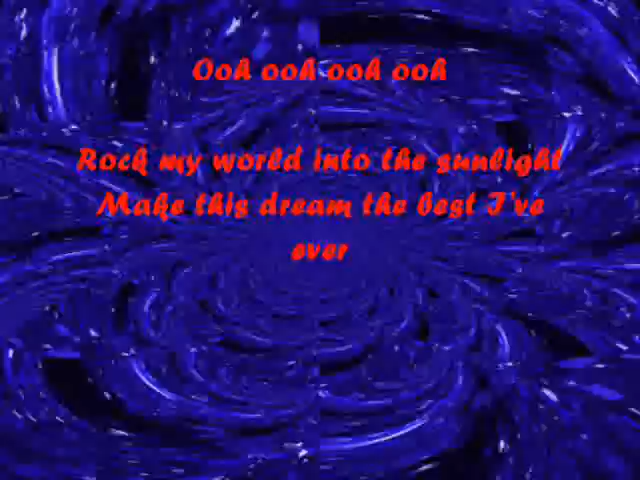 Ooh ooh ooh ooh
Rock my world into the sunlight
Make this dream the best I've
ever